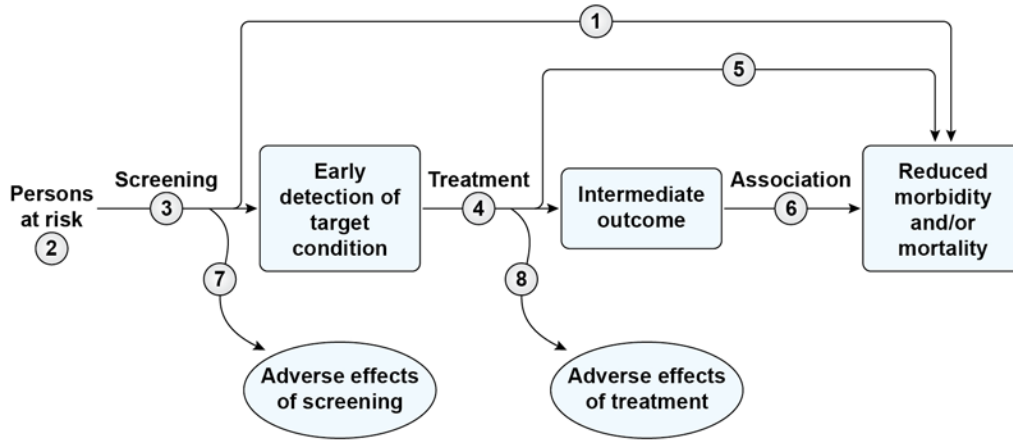 1
5
Persons
at risk
2
Screening
3
Early
detection of
target
condition
Treatment
4
Intermediate
outcome
Association
6
Reduced
morbidity
and/or
mortality
7
8
Adverse effects
of screening
Adverse effects
of treatment